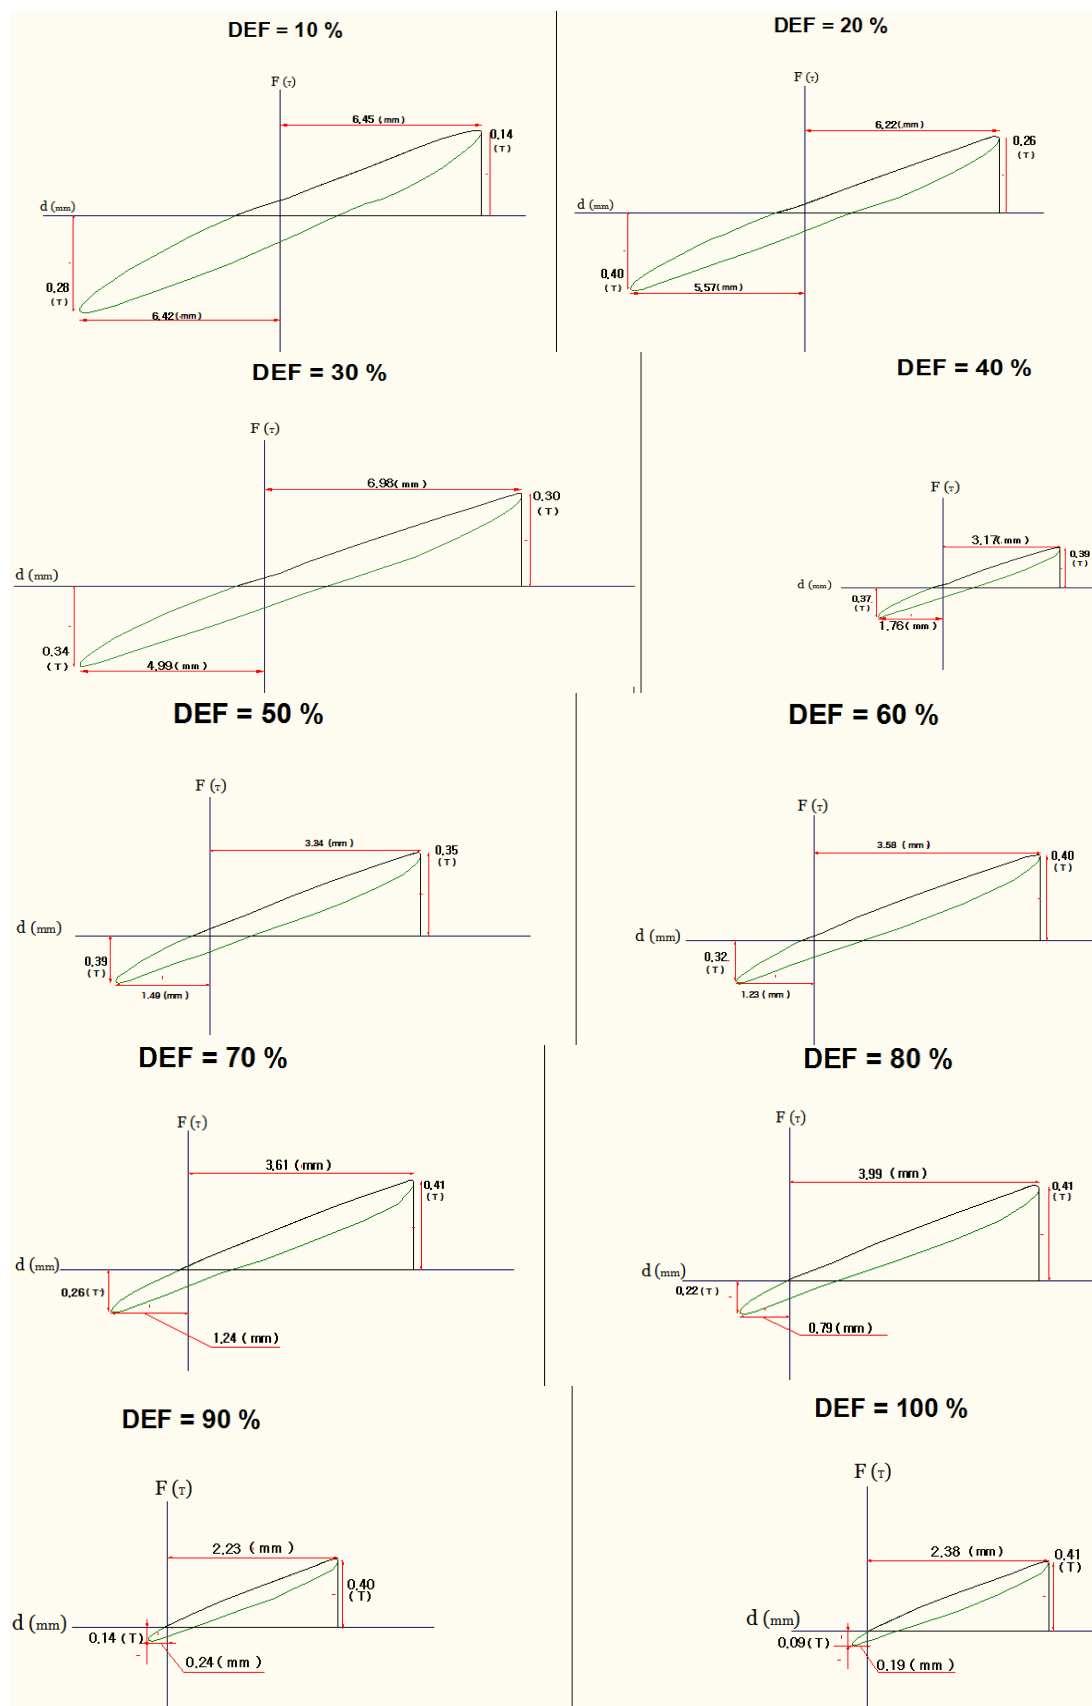 DEF = 10 %
F (T)
6.45 (mm)
0.14
(T)
d (mm)
0.28
(T)
6.42(mm)
DEF = 20 %
F (T)
6.22(mm)
0.26
(T)
d (mm)
0.40
(T)
5.57(mm)
DEF = 30 %
F (T)
6.98(mm)
0.30
(T)
d (mm)
0.34
(T)
4.99(mm)
DEF = 40 %
F (T)
3.17(mm)
0.39
(T)
d (mm)
0.37
(T)
1.76(mm)
DEF = 50 %
F (T)
3.34 (mm)
0.35
(T)
d (mm)
0.39
(T)
1.49 (mm)
DEF = 60 %
F (T)
3.58 (mm)
0.40
(T)
d (mm)
0.32
(T)
1.23 (mm)
DEF = 70 %
F (T)
3.61 (mm)
0.41
(T)
d (mm)
0.26(T)
1.24 (mm)
DEF = 80 %
F (T)
3.99 (mm)
0.41
(T)
d (mm)
0.22(T)
0.79 (mm)
DEF = 90 %
F (T)
2.23 (mm)
0.40
(T)
d (mm)
0.14(T)
0.24 (mm)
DEF = 100 %
F (T)
2.38 (mm)
0.41
(T)
d (mm)
0.09(T)
0.19 (mm)